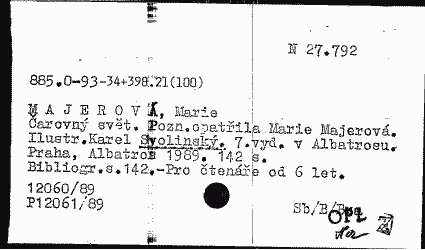 N 27.792
885.0-93-34+398.21(100)
M A J E R O V Á, Marie
Čarovný svět. Pozn.opatřila Marie Majerová.
Ilustr.Karel Svolinský. 7.vyd. v Albatrosu.
Praha, Albatros 1989. 142 s.
Bibliogr.s.142.-Pro čtenáře od 6 let.
12060/89
P12061/89
Sb/B/
OPL